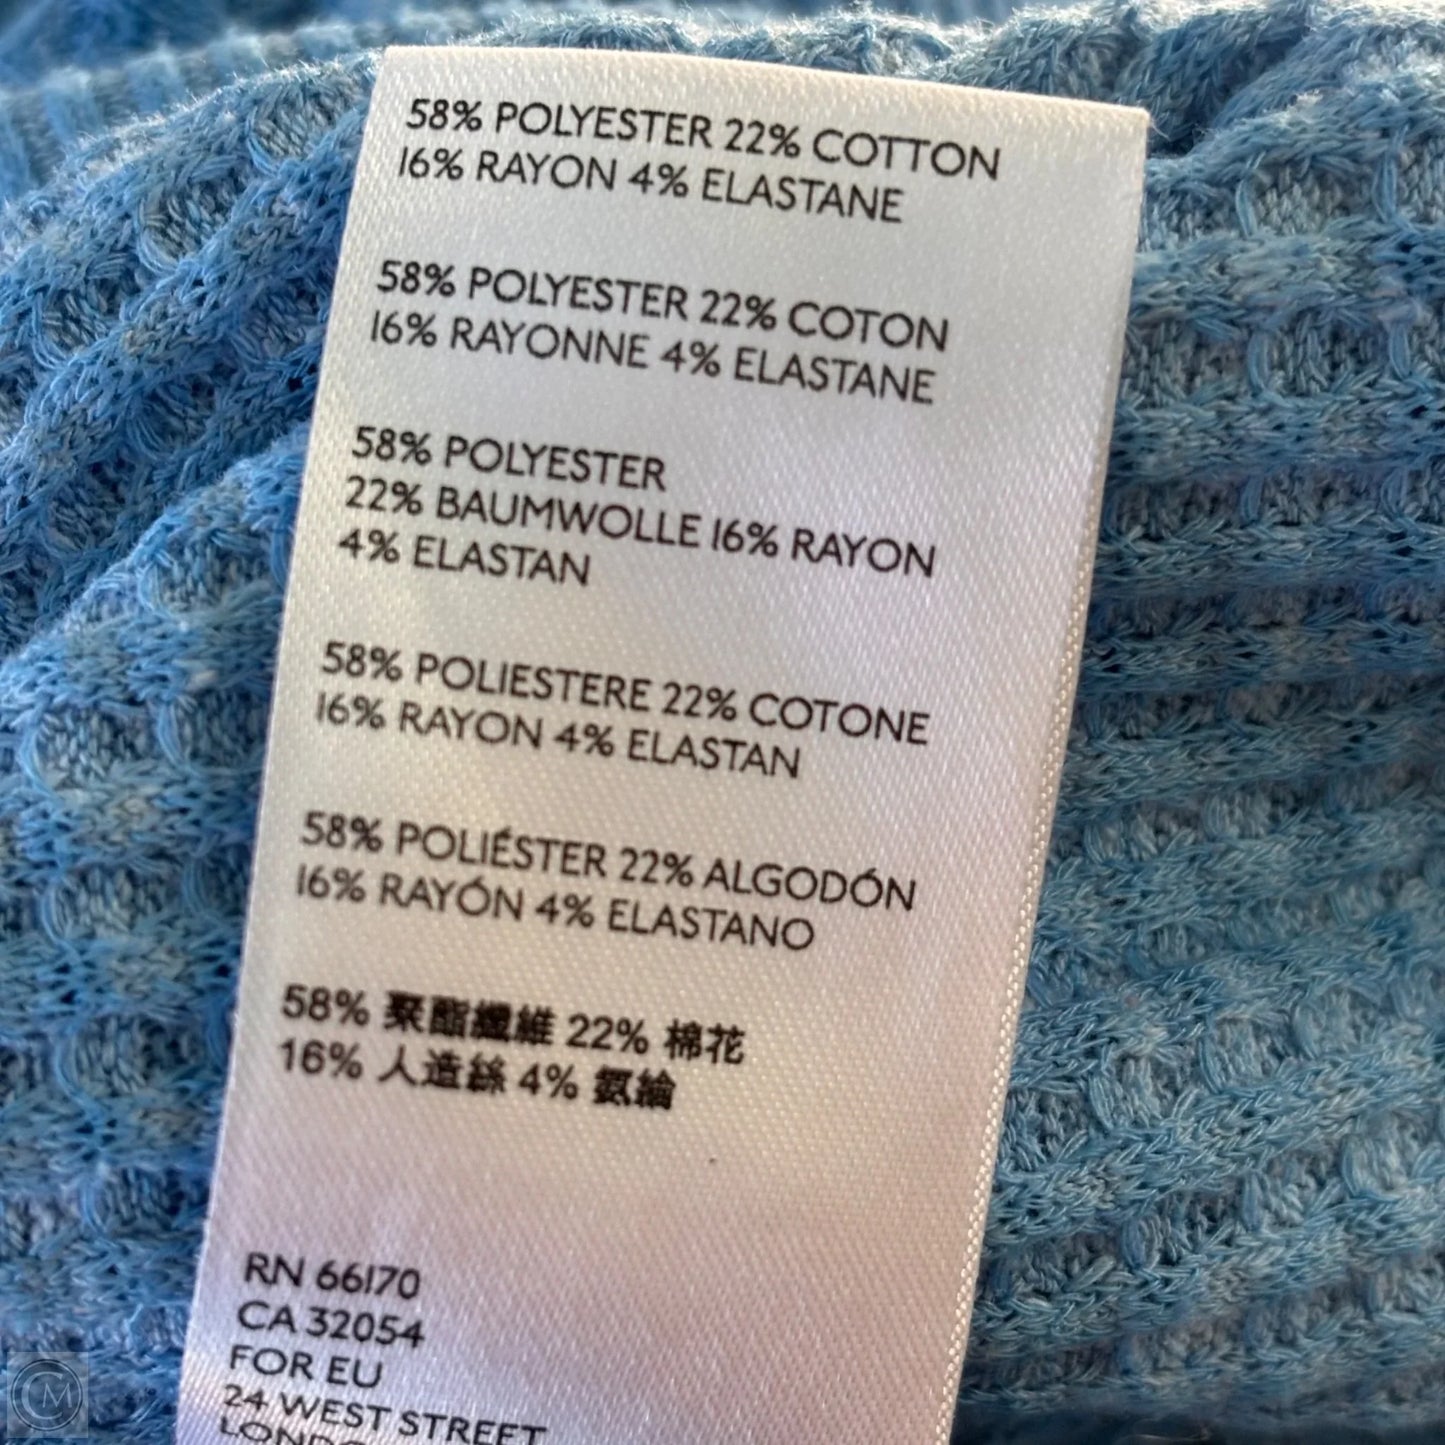 58% POLYESTER 22% COTTON
16% RAYON 4% ELASTANE
58% POLYESTER 22% COTON
16% RAYONNE 4% ELASTANE
58% POLYESTER
22% BAUMWOLLE 16% RAYON
4% ELASTAN
58% POLIESTERE 22% COTONE
16% RAYON 4% ELASTAN
58% POLIÉSTER 22% ALGODÓN
16% RAYÓN 4% ELASTANO
58% 聚酯纖維 22% 棉花
16% 人造絲 4% 氨綸
RN 66170
CA 32054
FOR EU
24 WEST STREET
CM